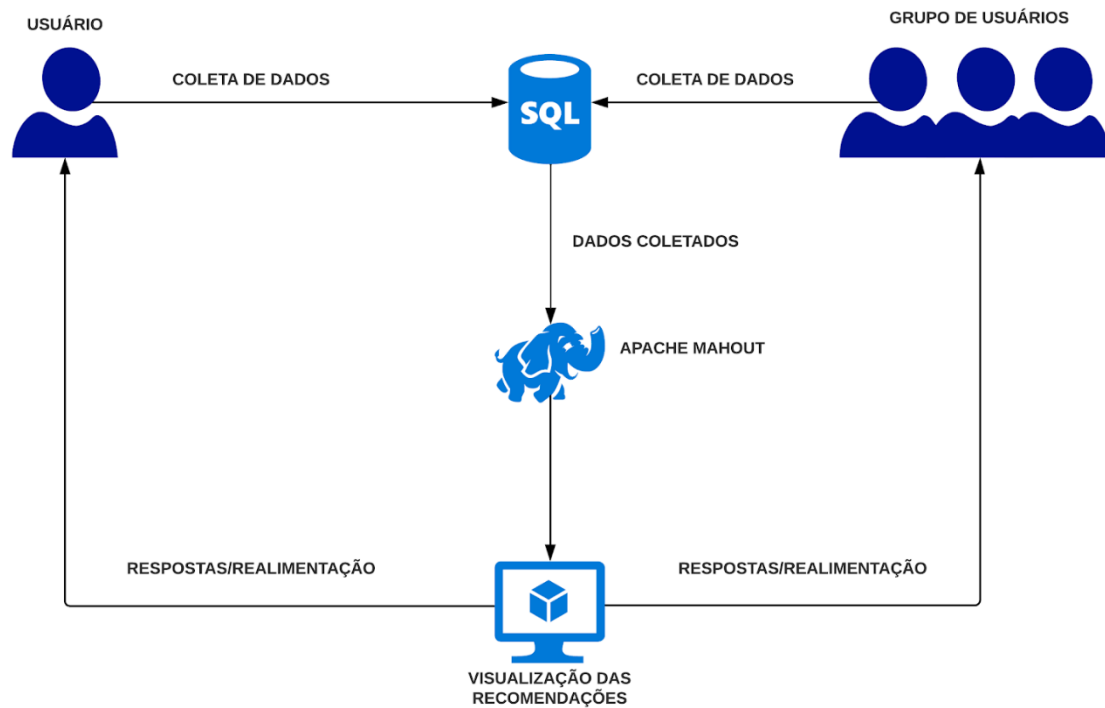 USUÁRIO
GRUPO DE USUÁRIOS
COLETA DE DADOS
COLETA DE DADOS
SQL
DADOS COLETADOS
APACHE MAHOUT
RESPOSTAS/REALIMENTAÇÃO
RESPOSTAS/REALIMENTAÇÃO
VISUALIZAÇÃO DAS
RECOMENDAÇÕES